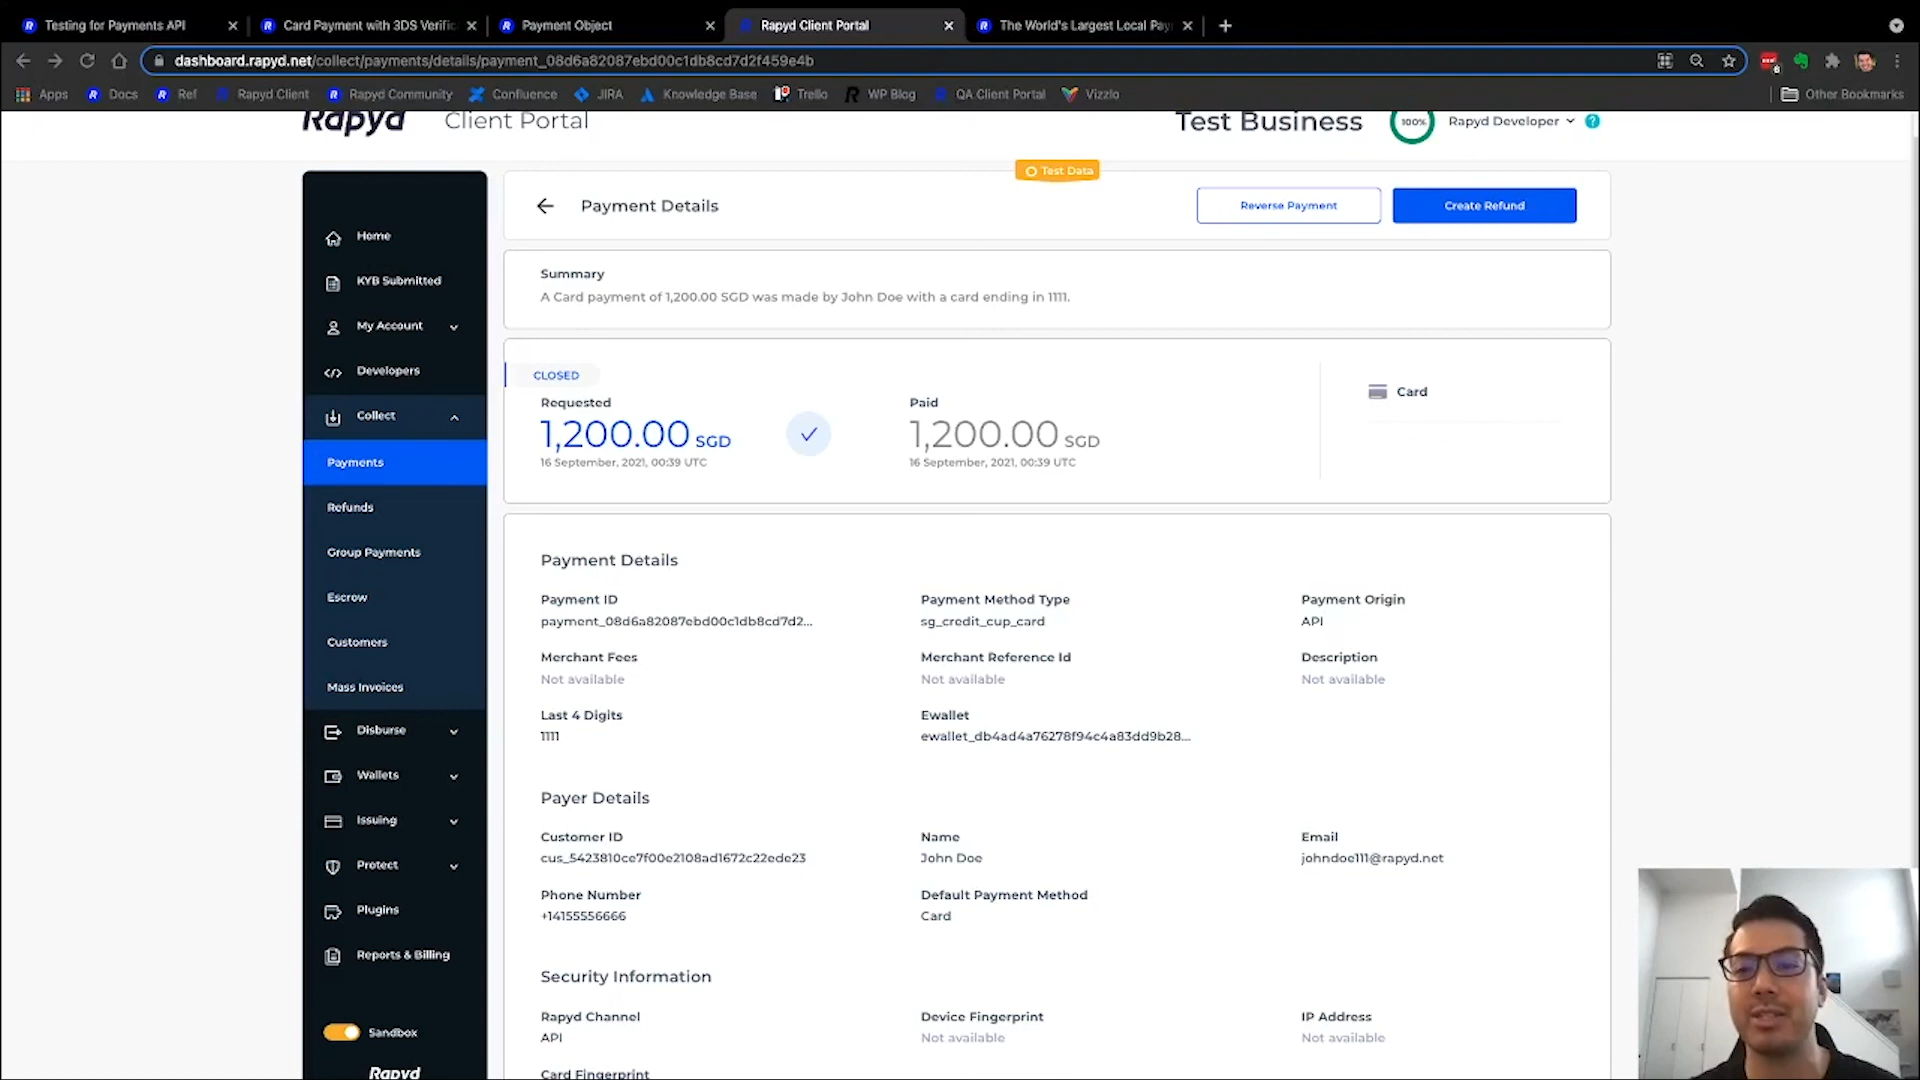 Testing for Payments API
Card Payment with 3DS Verific
Payment Object
Rapyd Client Portal
The World's Largest Local Pay
dashboard.rapyd.net/collect/payments/details/payment_08d6a82087ebd00c1db8cd7d2f459e4b
Apps
Docs
Ref
Rapyd Client
Rapyd Community
Confluence
JIRA
Knowledge Base
Trello
WP Blog
QA Client Portal
Vizzlo
Other Bookmarks
Rapyd
Client Portal
Test Business
100%
Rapyd Developer
Test Data
Payment Details
Reverse Payment
Create Refund
Home
KYB Submitted
My Account
Developers
Collect
Payments
Refunds
Group Payments
Escrow
Customers
Mass Invoices
Disburse
Wallets
Issuing
Protect
Plugins
Reports & Billing
Sandbox
Rapyd
Summary
A Card payment of 1,200.00 SGD was made by John Doe with a card ending in 1111.
CLOSED
Requested
1,200.00 SGD
16 September, 2021, 00:39 UTC
Paid
1,200.00 SGD
16 September, 2021, 00:39 UTC
Card
Payment Details
Payment ID
payment_08d6a82087ebd00c1db8cd7d2...
Payment Method Type
sg_credit_cup_card
Payment Origin
API
Merchant Fees
Not available
Merchant Reference Id
Not available
Description
Not available
Last 4 Digits
1111
Ewallet
ewallet_db4ad4a76278f94c4a83dd9b28...
Payer Details
Customer ID
cus_5423810ce7f00e2108ad1672c22ede23
Name
John Doe
Email
johndoe111@rapyd.net
Phone Number
+14155556666
Default Payment Method
Card
Security Information
Rapyd Channel
API
Device Fingerprint
Not available
IP Address
Not available
Card Fingerprint